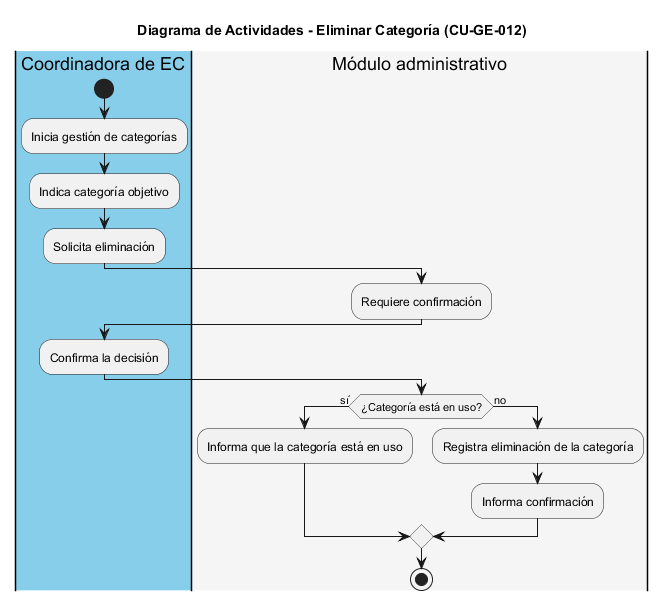 Diagrama de Actividades - Eliminar Categoría (CU-GE-012)
Coordinadora de EC
Módulo administrativo
Inicia gestión de categorías
Indica categoría objetivo
Solicita eliminación
Requiere confirmación
Confirma la decisión
sí
¿Categoría está en uso?
no
Informa que la categoría está en uso
Registra eliminación de la categoría
Informa confirmación